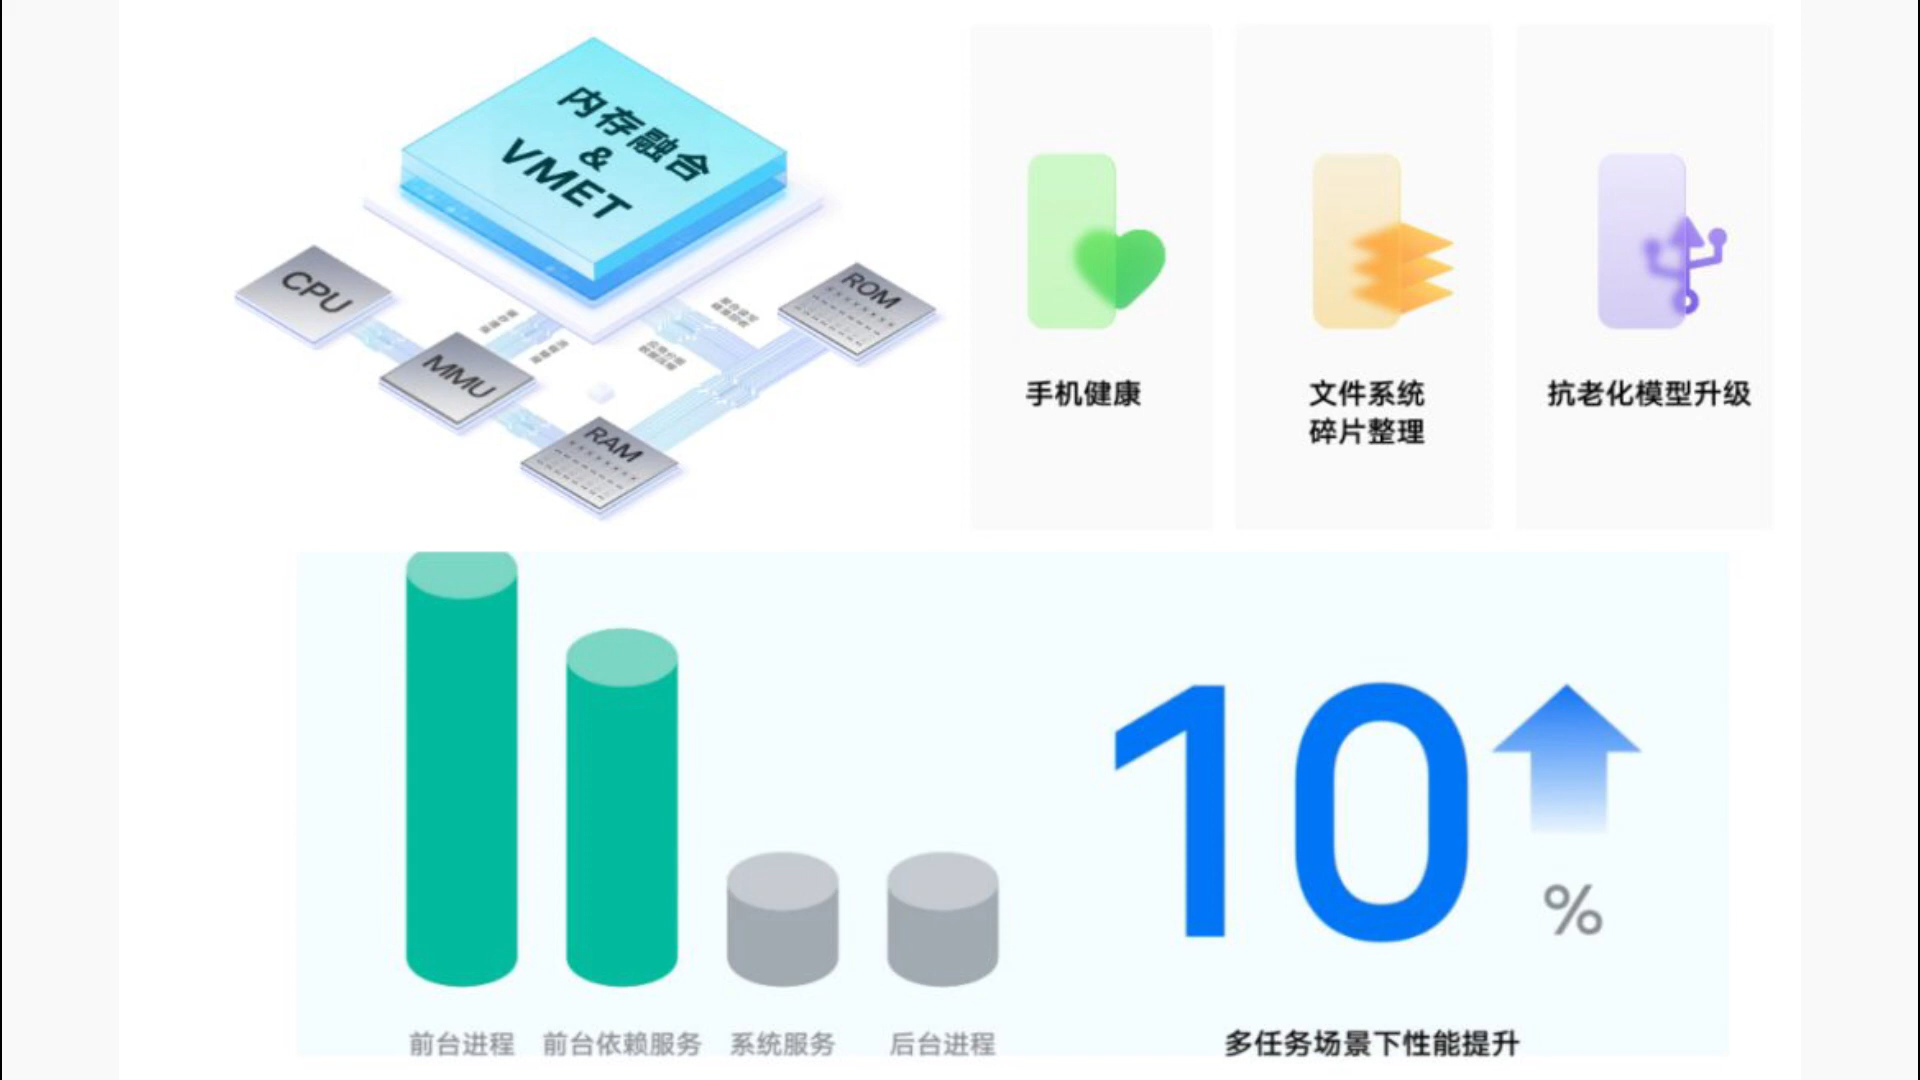 内存融合
&
VMET
CPU
MMU
RAM
ROM
手机健康
文件系统
碎片整理
抗老化模型升级
前台进程
前台依赖服务
系统服务
后台进程
10
%
多任务场景下性能提升